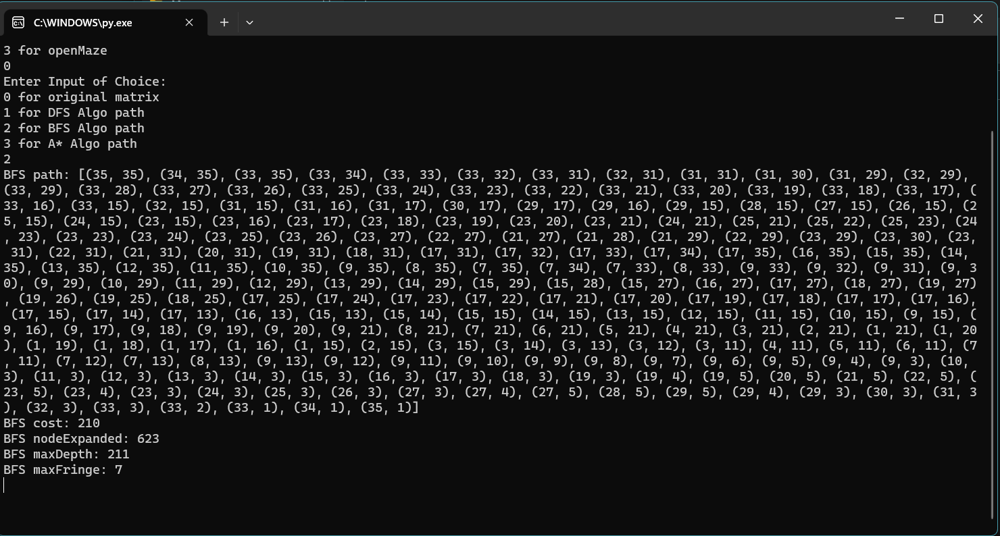 C:\WINDOWS\py.exe
3 for openMaze
0
Enter Input of Choice:
0 for original matrix
1 for DFS Algo path
2 for BFS Algo path
3 for A* Algo path
2
BFS path: [(35, 35), (34, 35), (33, 35), (33, 34), (33, 33), (33, 32), (33, 31), (32, 31), (31, 31), (31, 30), (31, 29), (32, 29),
(33, 29), (33, 28), (33, 27), (33, 26), (33, 25), (33, 24), (33, 23), (33, 22), (33, 21), (33, 20), (33, 19), (33, 18), (33, 17), (
33, 16), (33, 15), (32, 15), (31, 15), (31, 16), (31, 17), (30, 17), (29, 17), (29, 16), (29, 15), (28, 15), (27, 15), (26, 15), (2
5, 15), (24, 15), (23, 15), (23, 16), (23, 17), (23, 18), (23, 19), (23, 20), (23, 21), (24, 21), (25, 21), (25, 22), (25, 23), (24
, 23), (23, 23), (23, 24), (23, 25), (23, 26), (23, 27), (22, 27), (21, 27), (21, 28), (21, 29), (22, 29), (23, 29), (23, 30), (23,
 31), (22, 31), (21, 31), (20, 31), (19, 31), (18, 31), (17, 31), (17, 32), (17, 33), (17, 34), (17, 35), (16, 35), (15, 35), (14,
35), (13, 35), (12, 35), (11, 35), (10, 35), (9, 35), (8, 35), (7, 35), (7, 34), (7, 33), (8, 33), (9, 33), (9, 32), (9, 31), (9, 3
0), (9, 29), (10, 29), (11, 29), (12, 29), (13, 29), (14, 29), (15, 29), (15, 28), (15, 27), (16, 27), (17, 27), (18, 27), (19, 27)
, (19, 26), (19, 25), (18, 25), (17, 25), (17, 24), (17, 23), (17, 22), (17, 21), (17, 20), (17, 19), (17, 18), (17, 17), (17, 16),
 (17, 15), (17, 14), (17, 13), (16, 13), (15, 13), (15, 14), (15, 15), (14, 15), (13, 15), (12, 15), (11, 15), (10, 15), (9, 15), (
9, 16), (9, 17), (9, 18), (9, 19), (9, 20), (9, 21), (8, 21), (7, 21), (6, 21), (5, 21), (4, 21), (3, 21), (2, 21), (1, 21), (1, 20
), (1, 19), (1, 18), (1, 17), (1, 16), (1, 15), (2, 15), (3, 15), (3, 14), (3, 13), (3, 12), (3, 11), (4, 11), (5, 11), (6, 11), (7
, 11), (7, 12), (7, 13), (8, 13), (9, 13), (9, 12), (9, 11), (9, 10), (9, 9), (9, 8), (9, 7), (9, 6), (9, 5), (9, 4), (9, 3), (10,
3), (11, 3), (12, 3), (13, 3), (14, 3), (15, 3), (16, 3), (17, 3), (18, 3), (19, 3), (19, 4), (19, 5), (20, 5), (21, 5), (22, 5), (
23, 5), (23, 4), (23, 3), (24, 3), (25, 3), (26, 3), (27, 3), (27, 4), (27, 5), (28, 5), (29, 5), (29, 4), (29, 3), (30, 3), (31, 3
), (32, 3), (33, 3), (33, 2), (33, 1), (34, 1), (35, 1)]
BFS cost: 210
BFS nodeExpanded: 623
BFS maxDepth: 211
BFS maxFringe: 7